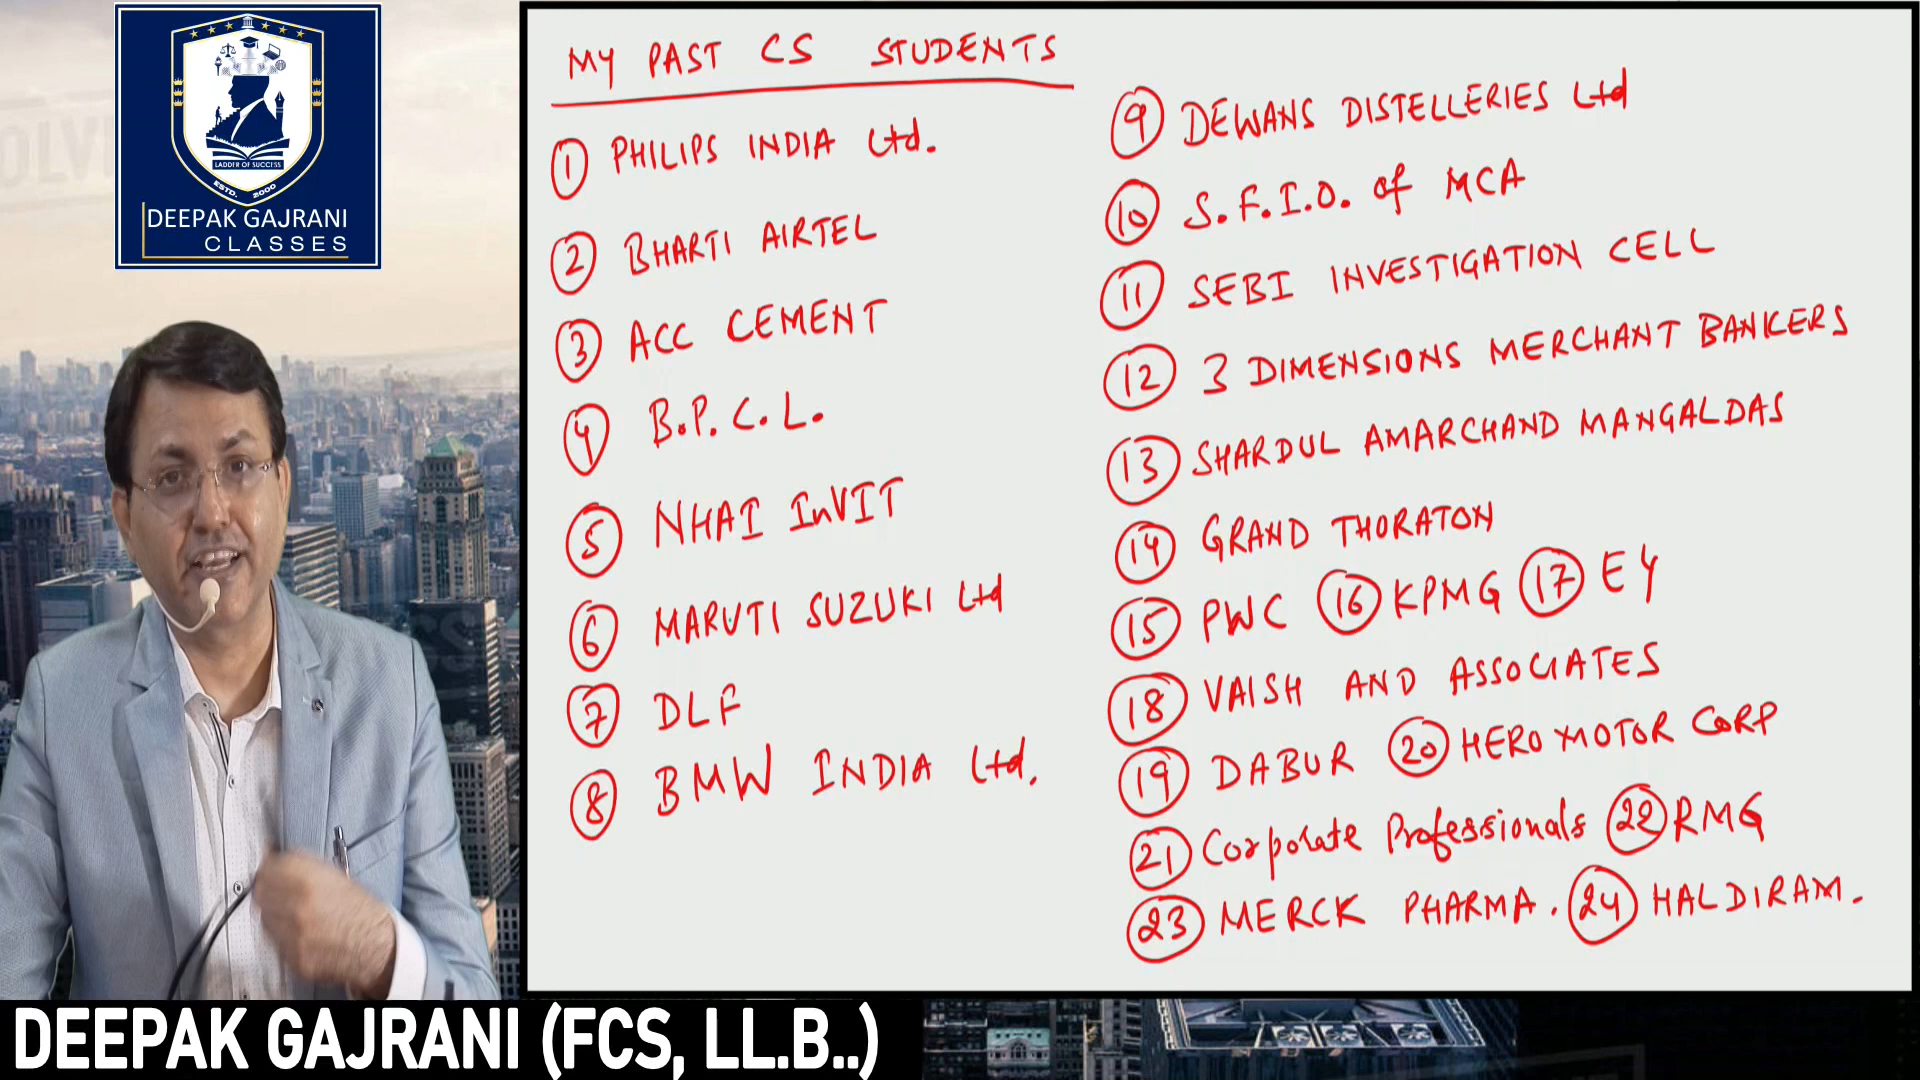 LADDER OF SUCCESS
ESTD. 2000
DEEPAK GAJRANI
CLASSES
MY PAST CS STUDENTS
1 PHILIPS INDIA Ltd.
2 BHARTI AIRTEL
3 ACC CEMENT
4 B.P.C.L.
5 NHAI InVIT
6 MARUTI SUZUKI Ltd
7 DLF
8 BMW INDIA Ltd.
9 DEWANS DISTELLERIES Ltd
10 S.F.I.O. of MCA
11 SEBI INVESTIGATION CELL
12 3 DIMENSIONS MERCHANT BANKERS
13 SHARDUL AMARCHAND MANGALDAS
14 GRAND THORATON
15 PWC 16 KPMG 17 EY
18 VAISH AND ASSOCIATES
19 DABUR 20 HERO MOTOR CORP
21 Corporate Professionals 22 RMG
23 MERCK PHARMA. 24 HALDIRAM.
DEEPAK GAJRANI (FCS, LL.B..)